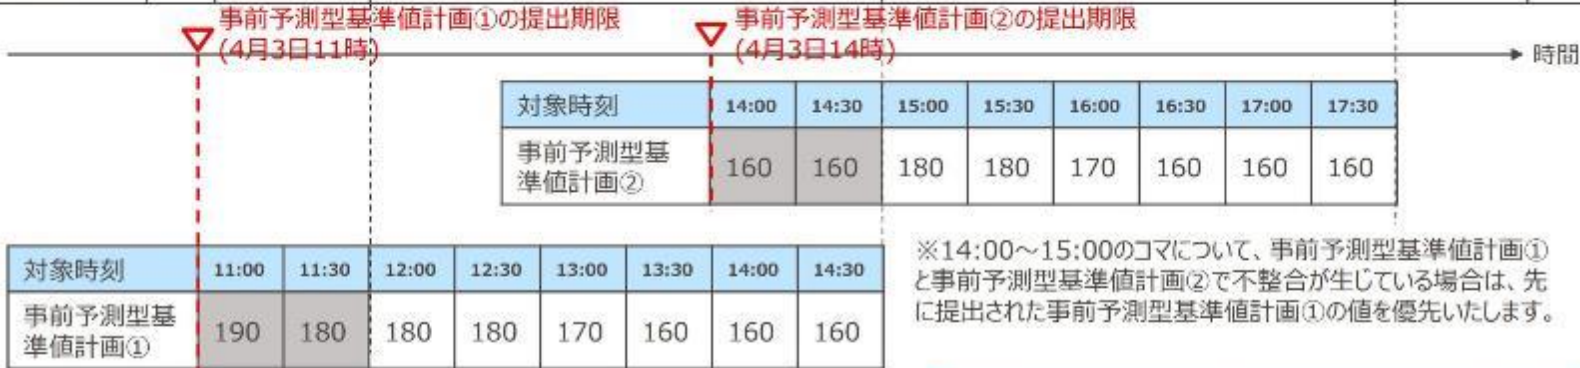 事前予測型基準値計画①の提出期限
(4月3日11時)
事前予測型基準値計画②の提出期限
(4月3日14時)
時間
対象時刻 14:00 14:30 15:00 15:30 16:00 16:30 17:00 17:30
事前予測型基
準値計画② 160 160 180 180 170 160 160 160
対象時刻 11:00 11:30 12:00 12:30 13:00 13:30 14:00 14:30
事前予測型基
準値計画① 190 180 180 180 170 160 160 160
※14:00～15:00のコマについて、事前予測型基準値計画①
と事前予測型基準値計画②で不整合が生じている場合は、先
に提出された事前予測型基準値計画①の値を優先いたします。